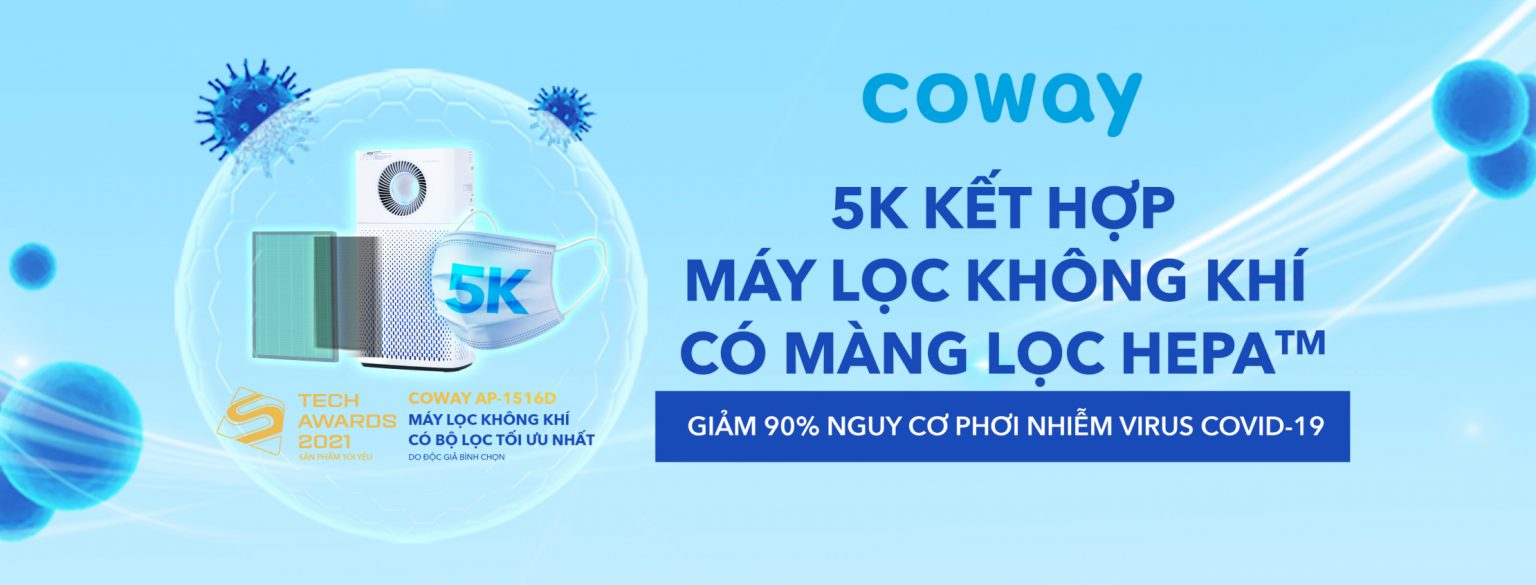 coway
5K KẾT HỢP
MÁY LỌC KHÔNG KHÍ
CÓ MÀNG LỌC HEPA™
GIẢM 90% NGUY CƠ PHƠI NHIỄM VIRUS COVID-19
5K
S
TECH
AWARDS
2021
SẢN PHẨM TÔI YÊU
COWAY AP-1516D
MÁY LỌC KHÔNG KHÍ
CÓ BỘ LỌC TỐI ƯU NHẤT
DO ĐỘC GIẢ BÌNH CHỌN